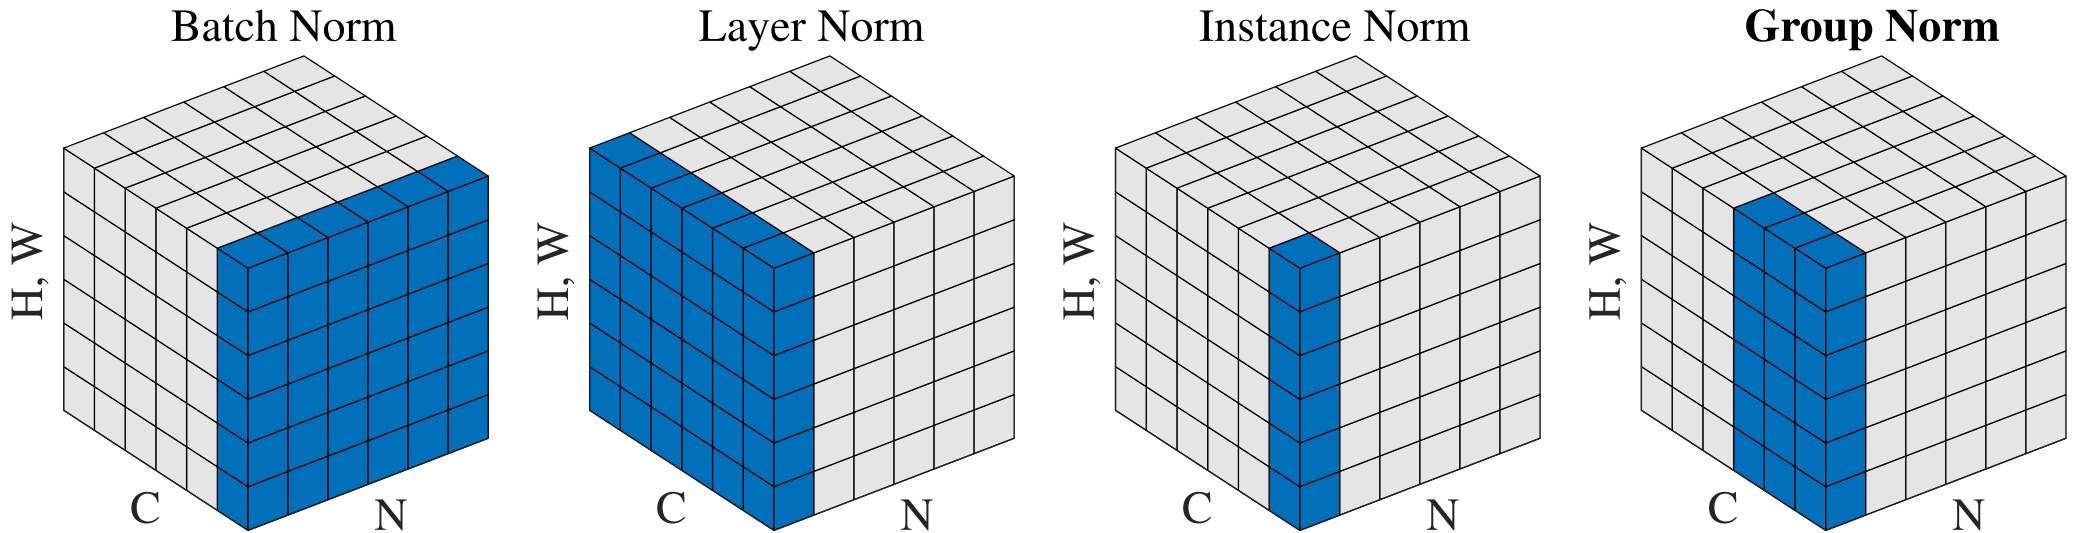 Batch Norm
H, W
C
N
Layer Norm
H, W
C
N
Instance Norm
H, W
C
N
Group Norm
H, W
C
N